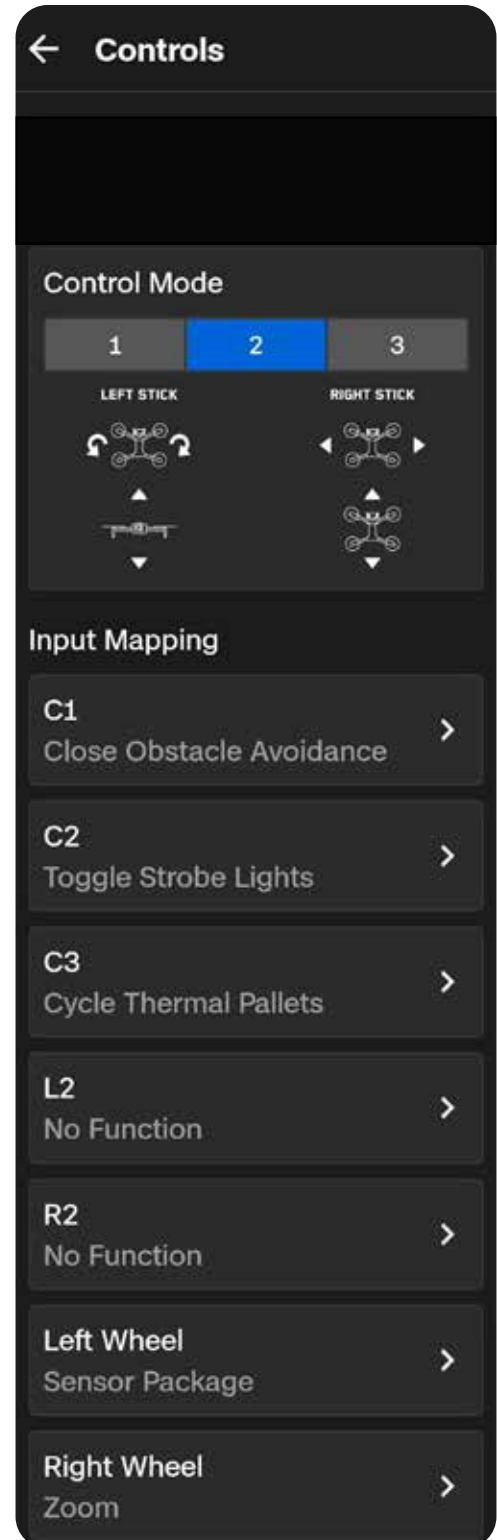 Controls
Control Mode
1 2 3
LEFT STICK RIGHT STICK
Input Mapping
C1
Close Obstacle Avoidance
C2
Toggle Strobe Lights
C3
Cycle Thermal Pallets
L2
No Function
R2
No Function
Left Wheel
Sensor Package
Right Wheel
Zoom